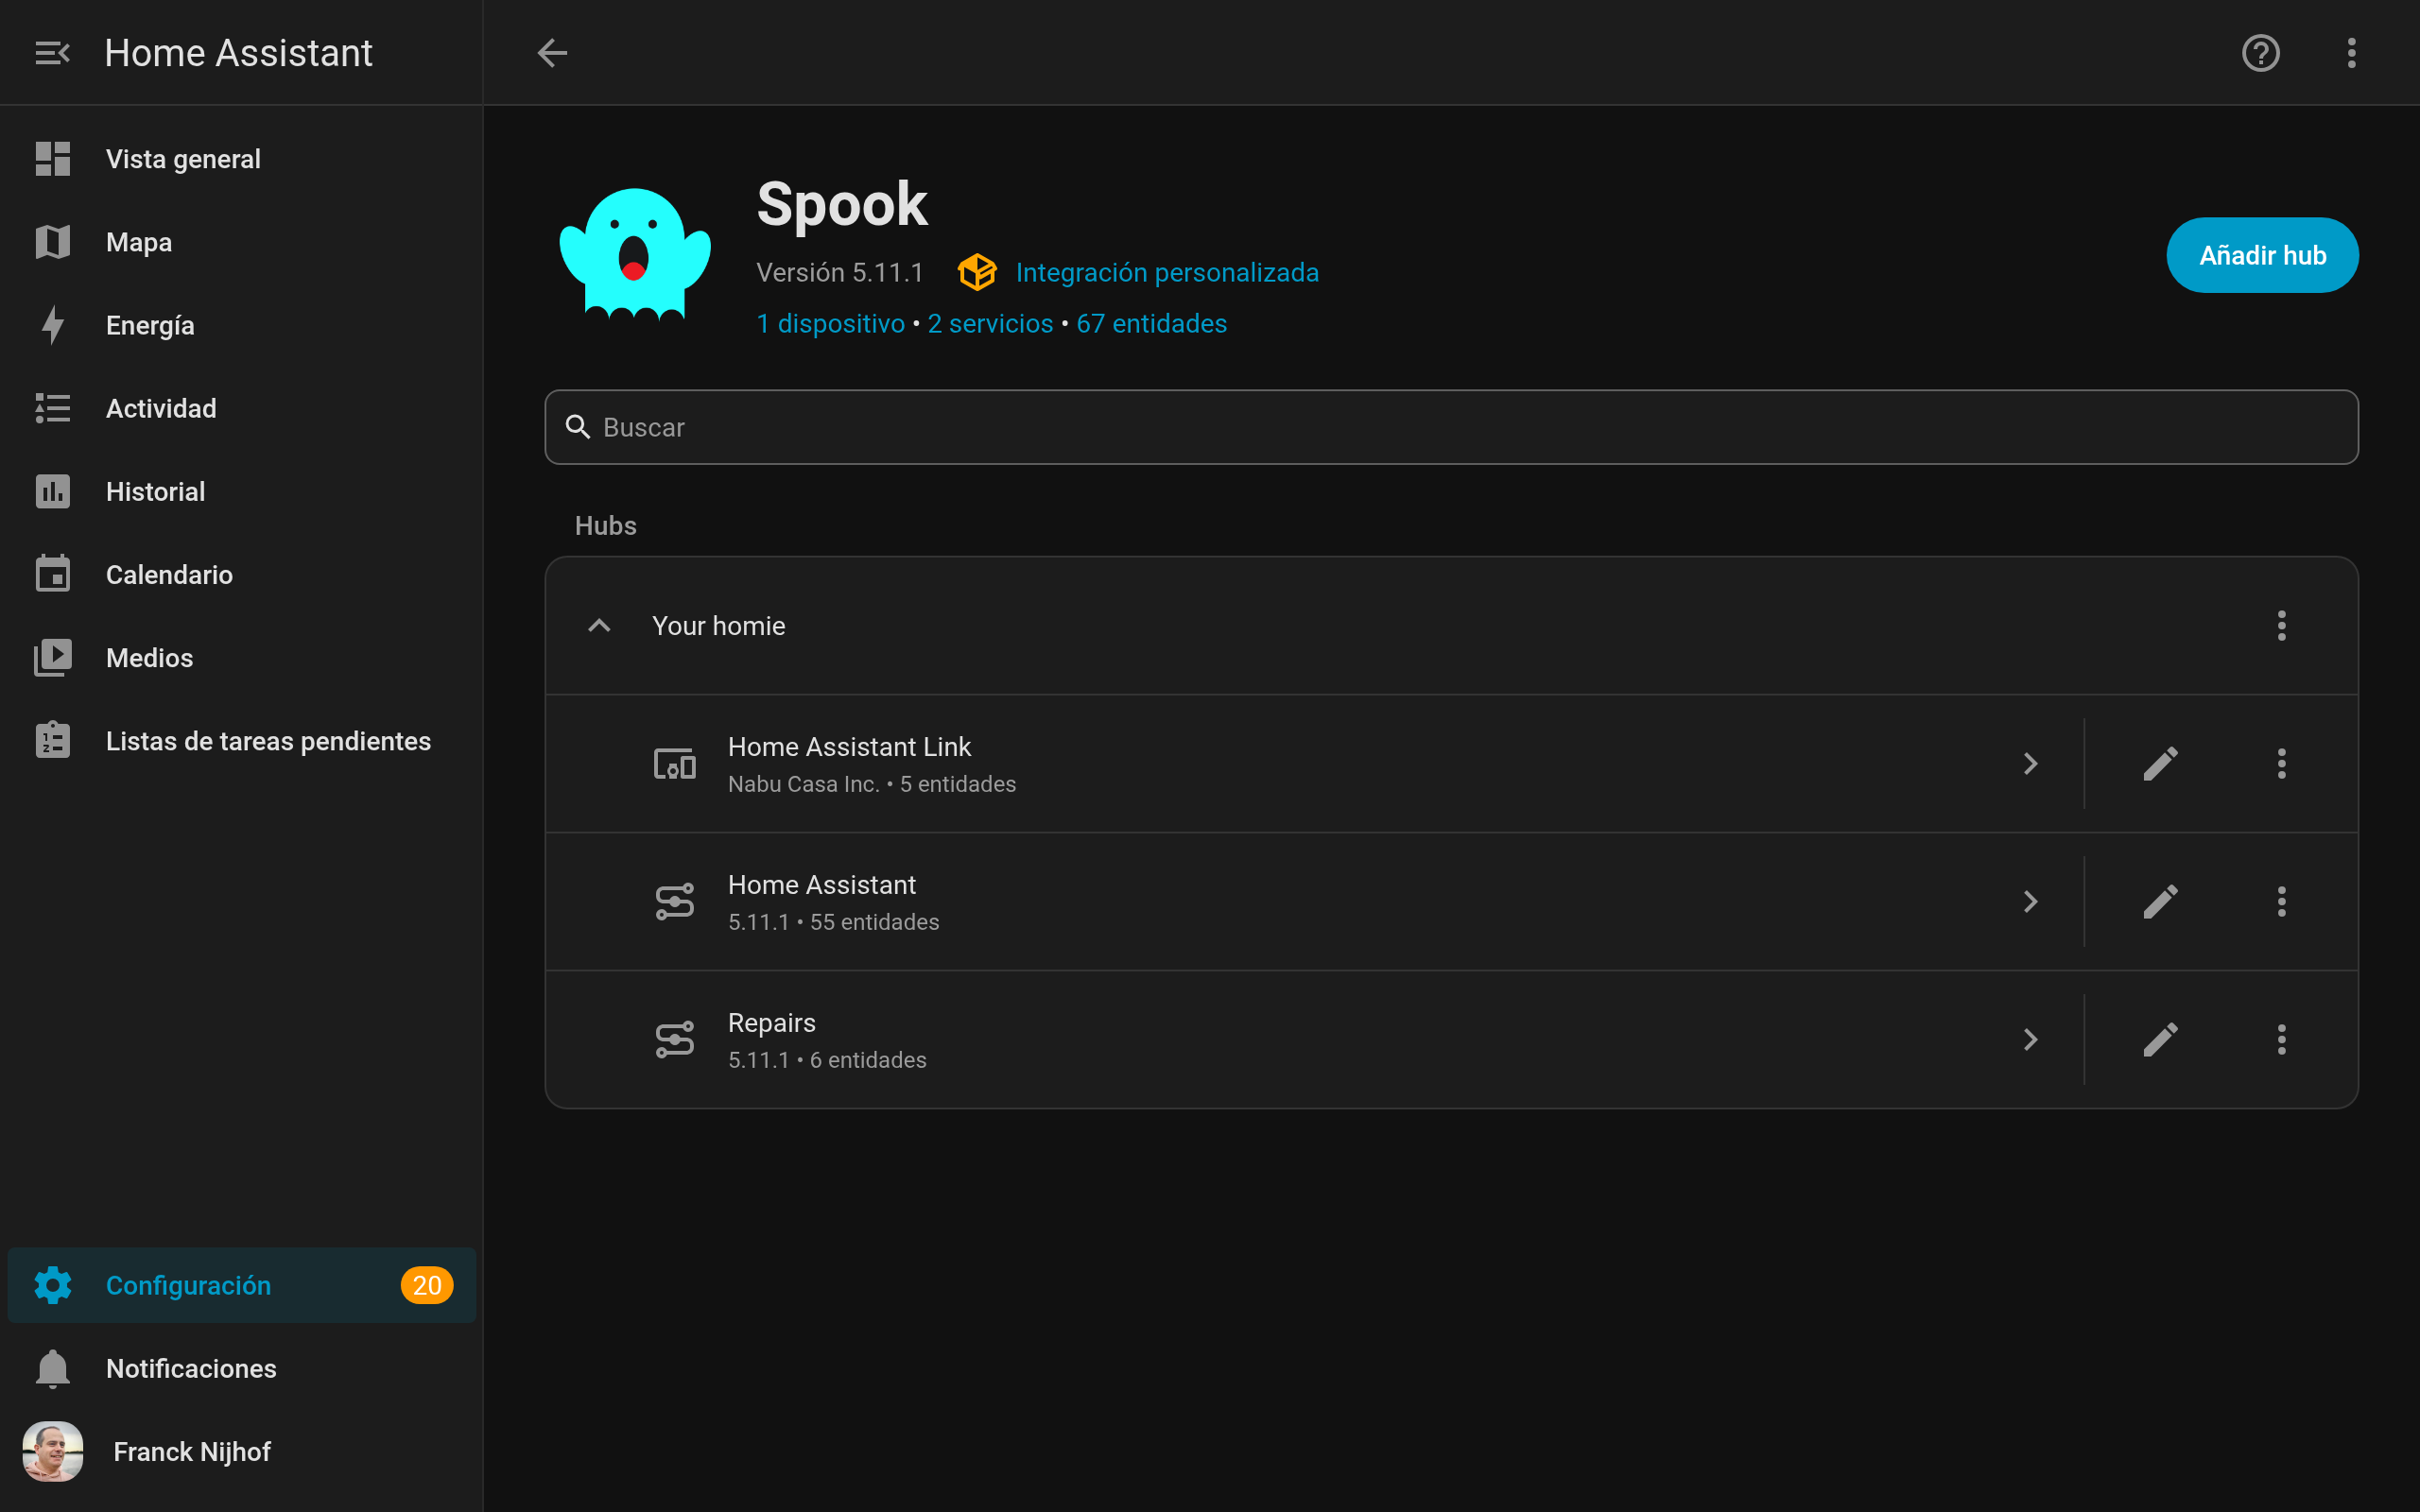 Home Assistant
Vista general
Mapa
Energía
Actividad
Historial
Calendario
Medios
Listas de tareas pendientes
Configuración 20
Notificaciones
Franck Nijhof
Spook
Versión 5.11.1 Integración personalizada
1 dispositivo • 2 servicios • 67 entidades
Añadir hub
Buscar
Hubs
Your homie
Home Assistant Link
Nabu Casa Inc. • 5 entidades
Home Assistant
5.11.1 • 55 entidades
Repairs
5.11.1 • 6 entidades